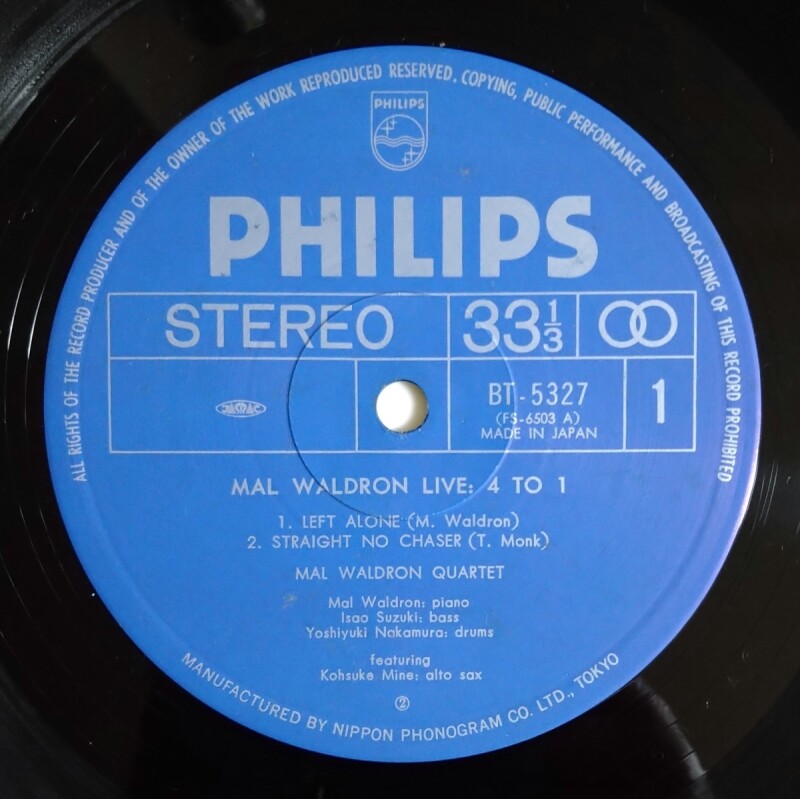 ALL RIGHTS OF THE RECORD PRODUCER AND OF THE OWNER OF THE WORK REPRODUCED RESERVED. COPYING, PUBLIC PERFORMANCE AND BROADCASTING OF THIS RECORD PROHIBITED
PHILIPS
PHILIPS
STEREO
33 1/3
JASRAC
BT-5327
(FS-6503 A)
MADE IN JAPAN
1
MAL WALDRON LIVE: 4 TO 1
1. LEFT ALONE (M. Waldron)
2. STRAIGHT NO CHASER (T. Monk)
MAL WALDRON QUARTET
Mal Waldron: piano
Isao Suzuki: bass
Yoshiyuki Nakamura: drums
featuring
Kohsuke Mine: alto sax
②
MANUFACTURED BY NIPPON PHONOGRAM CO. LTD., TOKYO